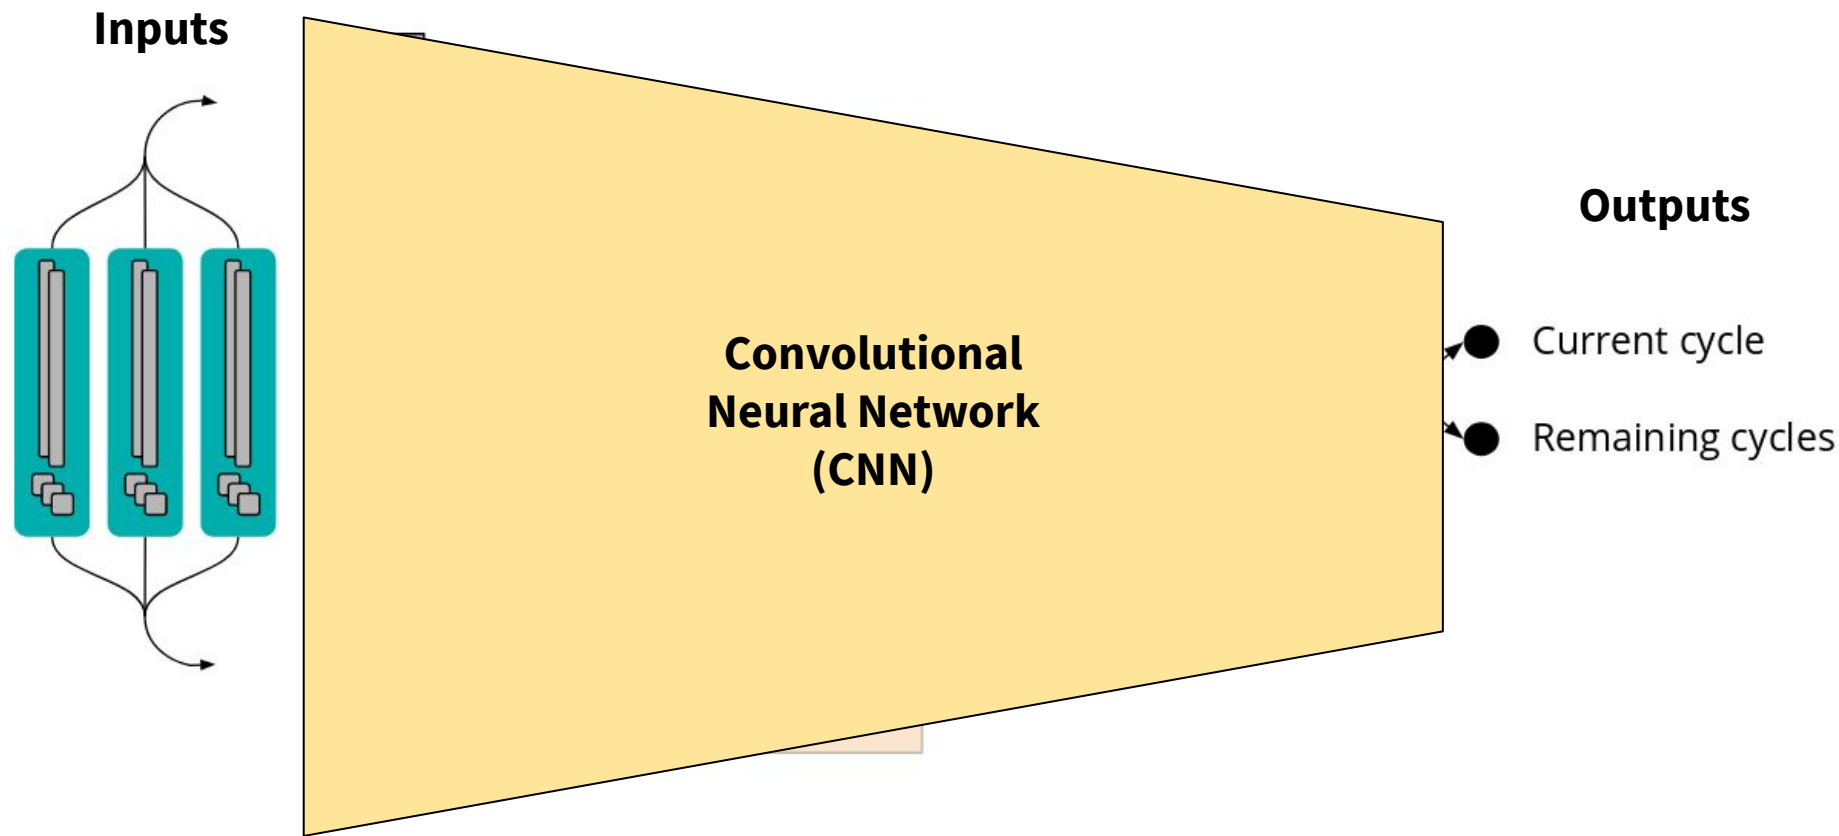 Inputs
Convolutional
Neural Network
(CNN)
Outputs
Current cycle
Remaining cycles